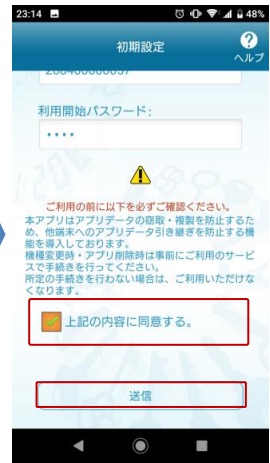 23:14 48%
初期設定
ヘルプ
利用開始パスワード:
ご利用の前に以下を必ずご確認ください。
本アプリはアプリデータの窃取・複製を防止するた
め、他端末へのアプリデータ引き継ぎを防止する機
能を導入しております。
機種変更時・アプリ削除時は事前にご利用のサービ
スで手続きを行ってください。
所定の手続きを行わない場合は、ご利用いただけな
くなります。
上記の内容に同意する。
送信